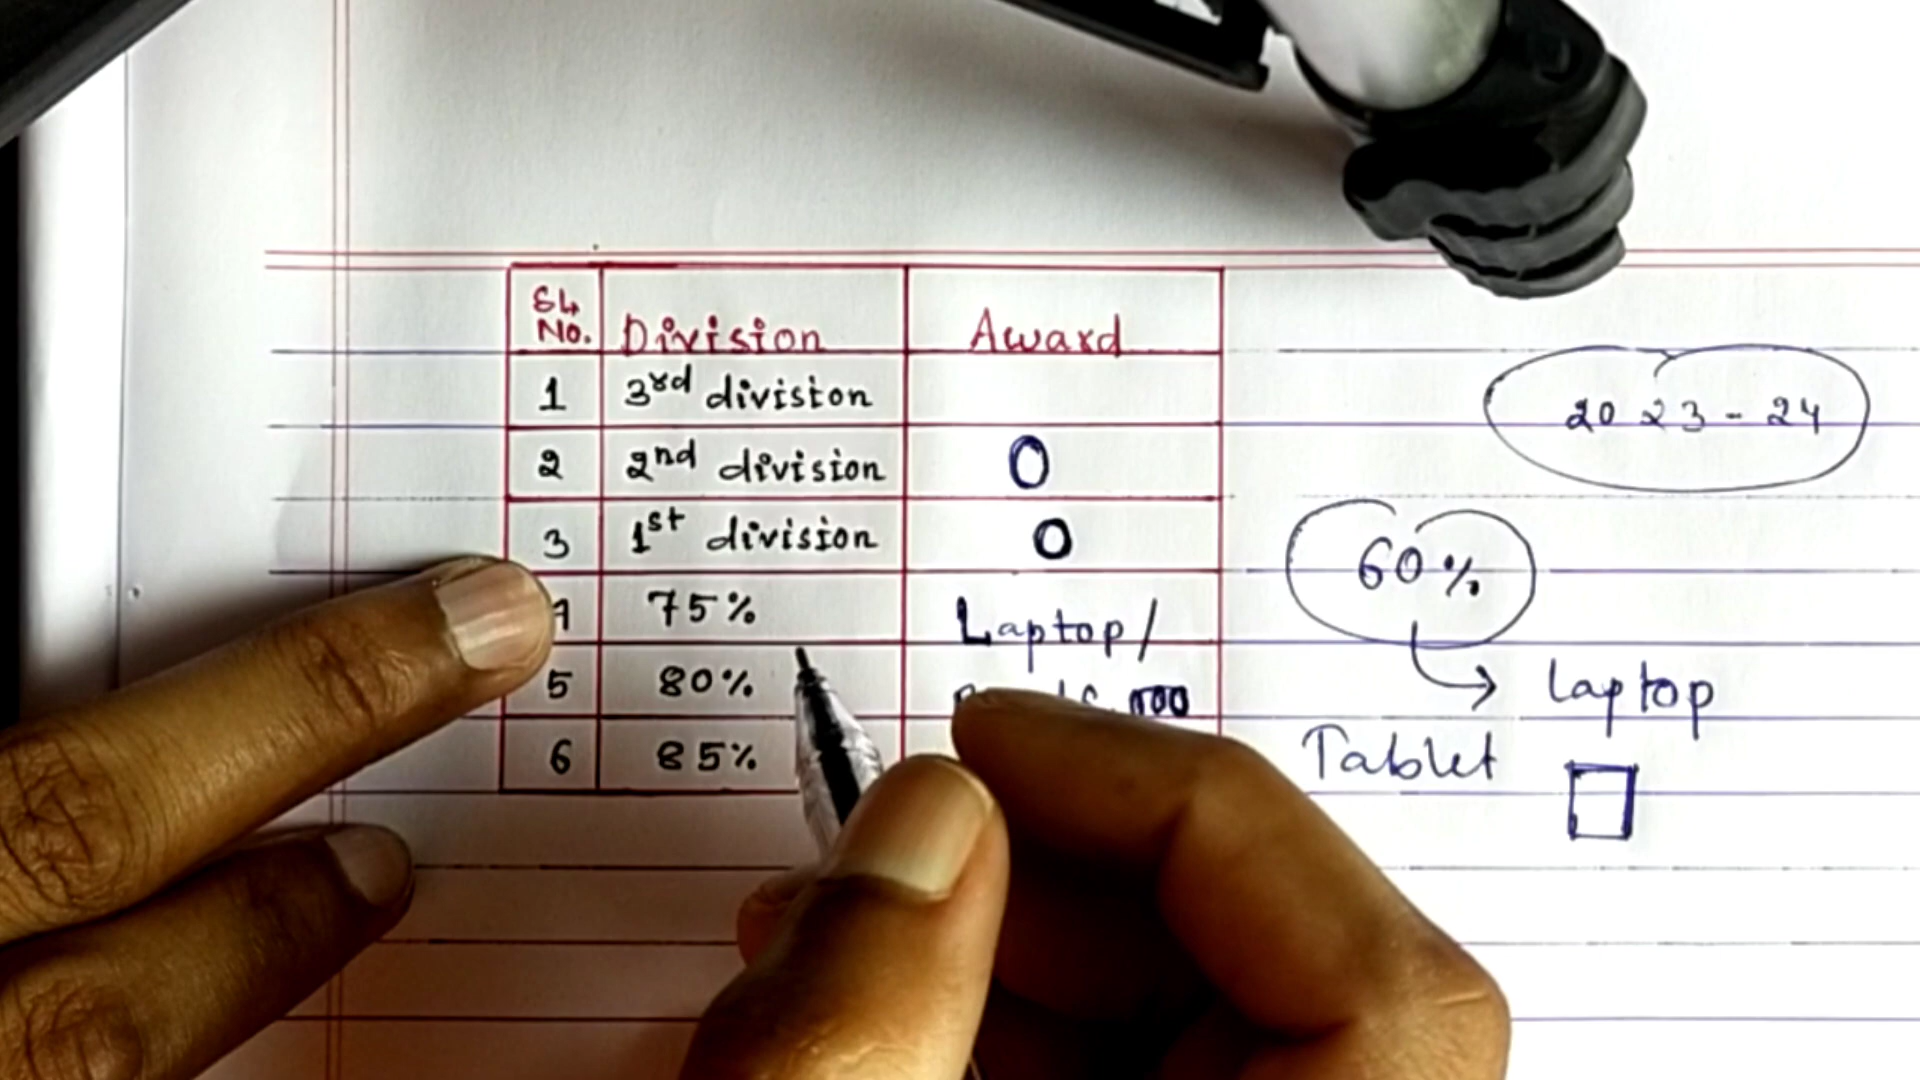 SL
No. Division Award
1 3rd division
2 2nd division 0
3 1st division 0
75% Laptop/
5 80% 000
6 85%
2023-24
60%
laptop
Tablet